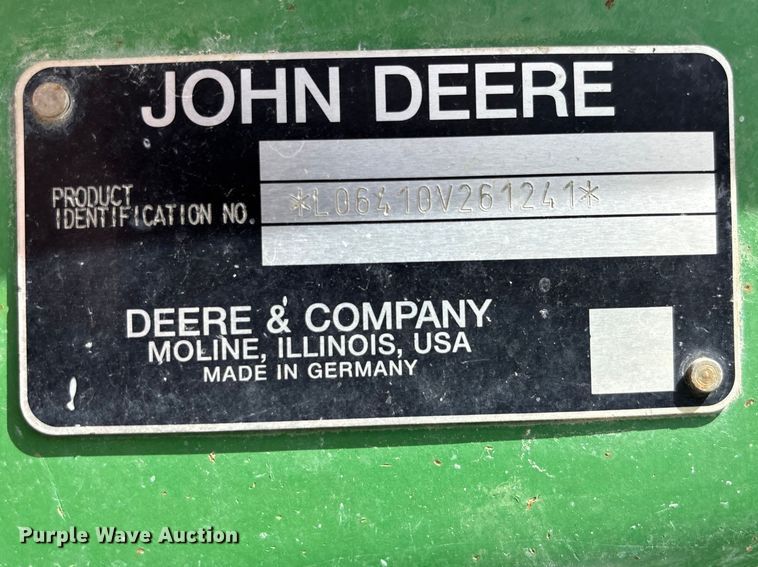 JOHN DEERE
PRODUCT
IDENTIFICATION NO.
*L06410V261241*
DEERE & COMPANY
MOLINE, ILLINOIS, USA
MADE IN GERMANY
Purple Wave Auction